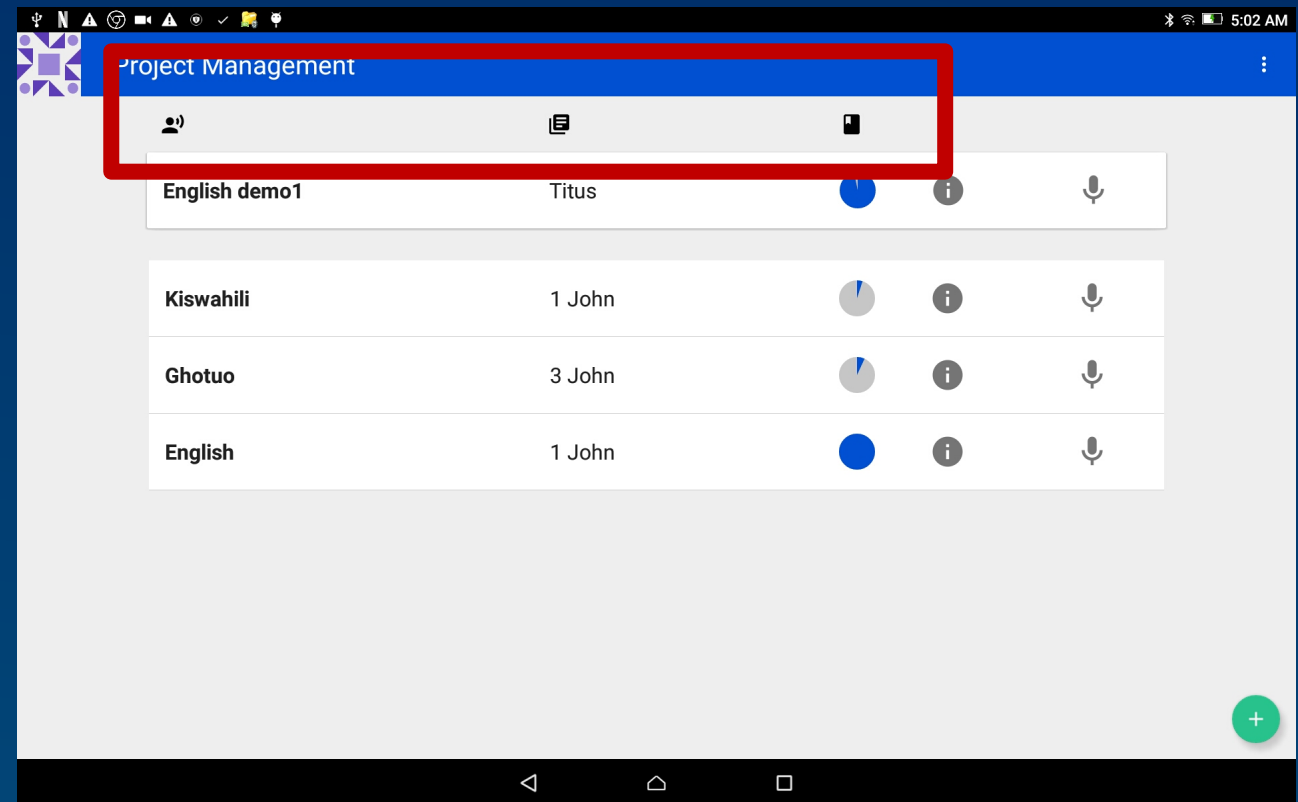 5:02 AM
Project Management
English demo1 Titus
Kiswahili 1 John
Ghotuo 3 John
English 1 John